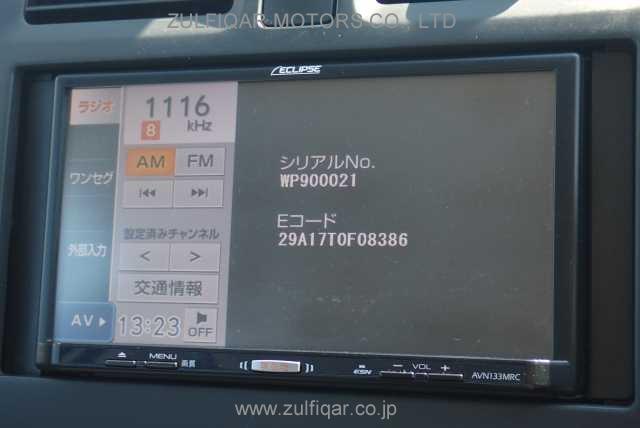 ZULFIQAR MOTORS CO., LTD
ECLIPSE
ラジオ
1116
8 kHz
AM FM
ワンセグ
設定済みチャンネル
< >
外部入力
交通情報
AV
13:23 OFF
シリアルNo.
WP900021
Eコード
29A17T0F08386
MENU
画質
ESN
− VOL +
AVN133MRC
www.zulfiqar.co.jp